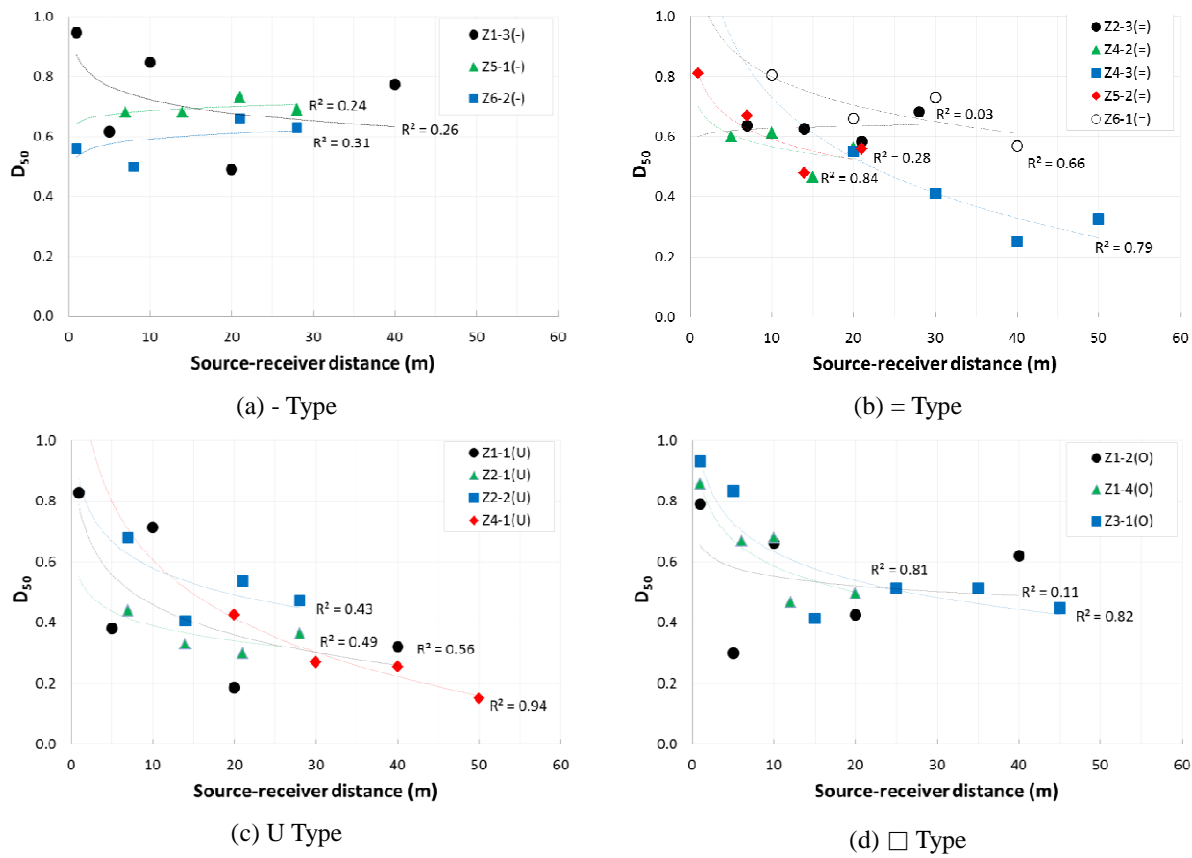 1.0
0.8
0.6
0.4
0.2
0.0
D50
0 10 20 30 40 50 60
Source-receiver distance (m)
Z1-3(-)
Z5-1(-)
Z6-2(-)
R² = 0.24
R² = 0.26
R² = 0.31
(a) - Type
1.0
0.8
0.6
0.4
0.2
0.0
D50
0 10 20 30 40 50 60
Source-receiver distance (m)
Z2-3(=)
Z4-2(=)
Z4-3(=)
Z5-2(=)
Z6-1(=)
R² = 0.03
R² = 0.28
R² = 0.66
R² = 0.84
R² = 0.79
(b) = Type
1.0
0.8
0.6
0.4
0.2
0.0
D50
0 10 20 30 40 50 60
Source-receiver distance (m)
Z1-1(U)
Z2-1(U)
Z2-2(U)
Z4-1(U)
R² = 0.43
R² = 0.49
R² = 0.56
R² = 0.94
(c) U Type
1.0
0.8
0.6
0.4
0.2
0.0
D50
0 10 20 30 40 50 60
Source-receiver distance (m)
Z1-2(O)
Z1-4(O)
Z3-1(O)
R² = 0.81
R² = 0.11
R² = 0.82
(d) □ Type